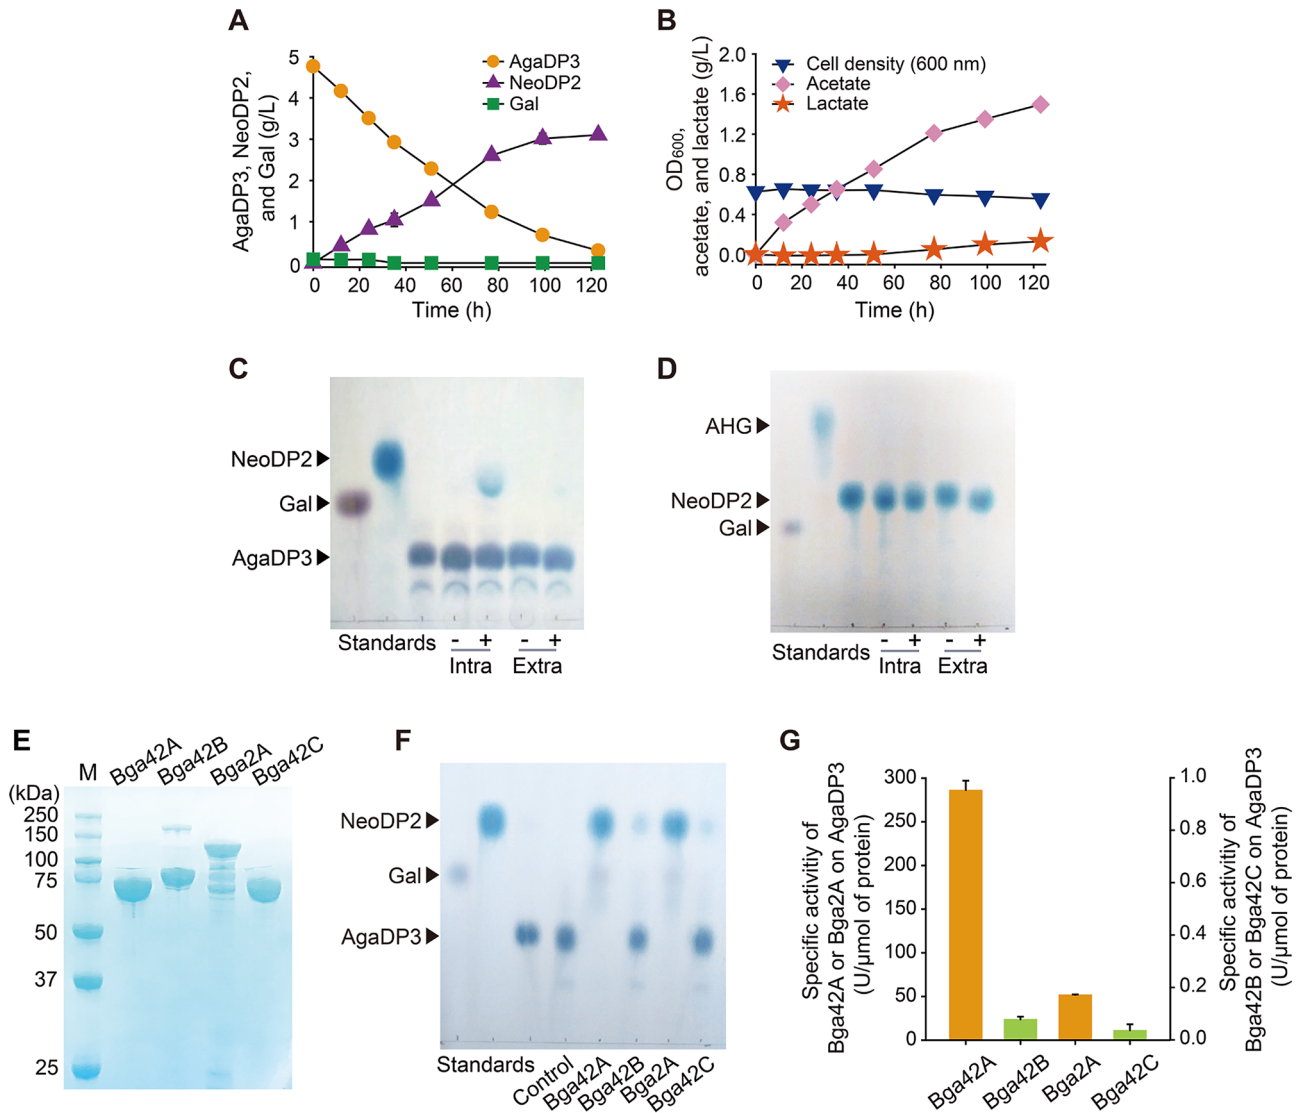 A
AgaDP3, NeoDP2,
and Gal (g/L)
5
4
3
2
1
0
AgaDP3
NeoDP2
Gal
0 20 40 60 80 100 120
Time (h)
B
OD600,
acetate, and lactate (g/L)
2.0
1.6
1.2
0.8
0.4
0.0
Cell density (600 nm)
Acetate
Lactate
0 20 40 60 80 100 120
Time (h)
C
NeoDP2
Gal
AgaDP3
Standards
- + - +
Intra Extra
D
AHG
NeoDP2
Gal
Standards
- + - +
Intra Extra
E
M Bga42A Bga42B Bga2A Bga42C
(kDa)
250
150
100
75
50
37
25
F
NeoDP2
Gal
AgaDP3
Standards Control Bga42A Bga42B Bga2A Bga42C
G
Specific activitiy of
Bga42A or Bga2A on AgaDP3
(U/μmol of protein)
300
250
200
150
100
50
0
1.0
0.8
0.6
0.4
0.2
0.0
Specific activity of
Bga42B or Bga42C on AgaDP3
(U/μmol of protein)
Bga42A Bga42B Bga2A Bga42C